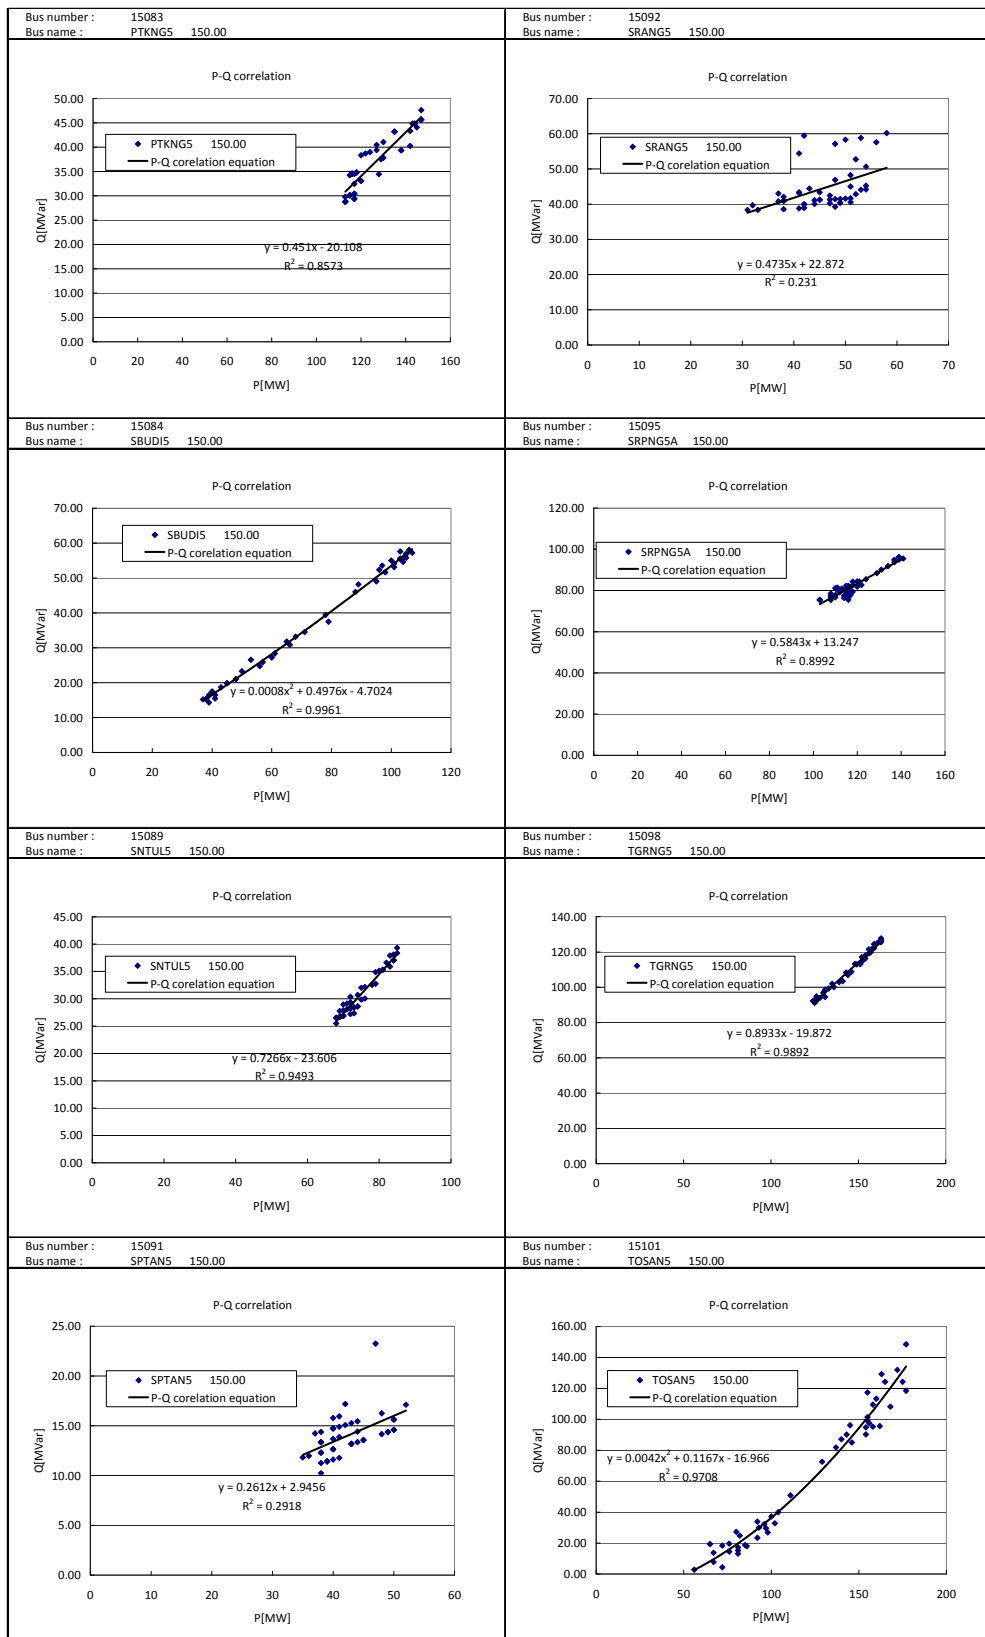 Bus number : 15083
Bus name : PTKNG5 150.00
P-Q correlation
50.00
45.00
40.00
35.00
30.00
25.00
20.00
15.00
10.00
5.00
0.00
Q[MVar]
PTKNG5 150.00
P-Q corelation equation
y = 0.451x - 20.108
R² = 0.8573
0 20 40 60 80 100 120 140 160
P[MW]
Bus number : 15092
Bus name : SRANG5 150.00
P-Q correlation
70.00
60.00
50.00
40.00
30.00
20.00
10.00
0.00
Q[MVar]
SRANG5 150.00
P-Q corelation equation
y = 0.4735x + 22.872
R² = 0.231
0 10 20 30 40 50 60 70
P[MW]
Bus number : 15084
Bus name : SBUDI5 150.00
P-Q correlation
70.00
60.00
50.00
40.00
30.00
20.00
10.00
0.00
Q[MVar]
SBUDI5 150.00
P-Q corelation equation
y = 0.0008x² + 0.4976x - 4.7024
R² = 0.9961
0 20 40 60 80 100 120
P[MW]
Bus number : 15095
Bus name : SRPNG5A 150.00
P-Q correlation
120.00
100.00
80.00
60.00
40.00
20.00
0.00
Q[MVar]
SRPNG5A 150.00
P-Q corelation equation
y = 0.5843x + 13.247
R² = 0.8992
0 20 40 60 80 100 120 140 160
P[MW]
Bus number : 15089
Bus name : SNTUL5 150.00
P-Q correlation
45.00
40.00
35.00
30.00
25.00
20.00
15.00
10.00
5.00
0.00
Q[MVar]
SNTUL5 150.00
P-Q corelation equation
y = 0.7266x - 23.606
R² = 0.9493
0 20 40 60 80 100
P[MW]
Bus number : 15098
Bus name : TGRNG5 150.00
P-Q correlation
140.00
120.00
100.00
80.00
60.00
40.00
20.00
0.00
Q[MVar]
TGRNG5 150.00
P-Q corelation equation
y = 0.8933x - 19.872
R² = 0.9892
0 50 100 150 200
P[MW]
Bus number : 15091
Bus name : SPTAN5 150.00
P-Q correlation
25.00
20.00
15.00
10.00
5.00
0.00
Q[MVar]
SPTAN5 150.00
P-Q corelation equation
y = 0.2612x + 2.9456
R² = 0.2918
0 10 20 30 40 50 60
P[MW]
Bus number : 15101
Bus name : TOSAN5 150.00
P-Q correlation
160.00
140.00
120.00
100.00
80.00
60.00
40.00
20.00
0.00
Q[MVar]
TOSAN5 150.00
P-Q corelation equation
y = 0.0042x² + 0.1167x - 16.966
R² = 0.9708
0 50 100 150 200
P[MW]